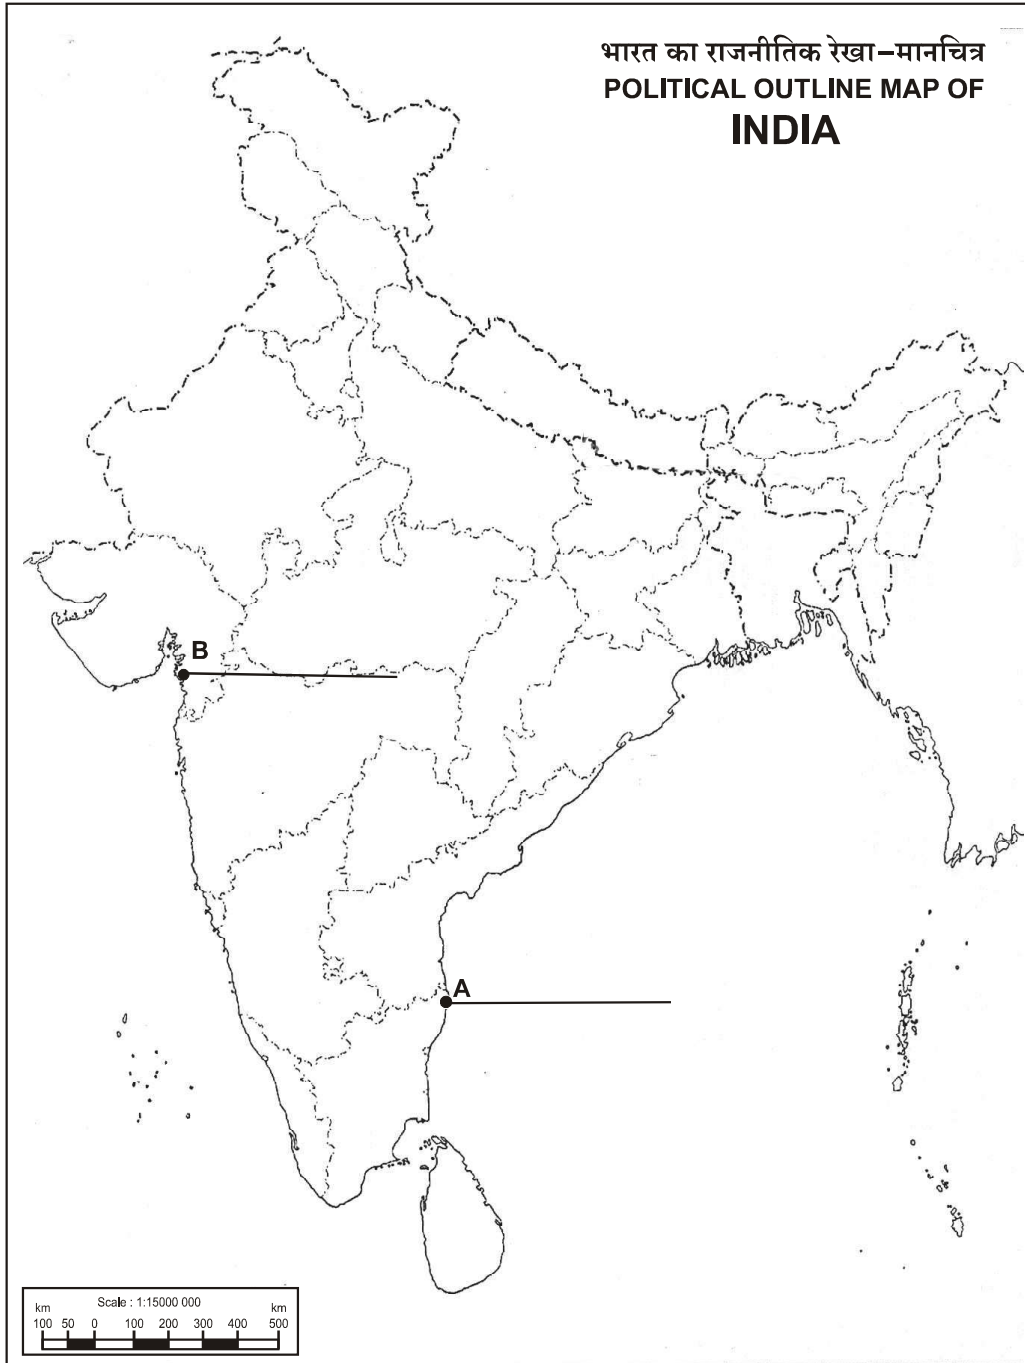 भारत का राजनीतिक रेखा–मानचित्र
POLITICAL OUTLINE MAP OF
INDIA
B
A
Scale : 1:15000 000
km km
100 50 0 100 200 300 400 500